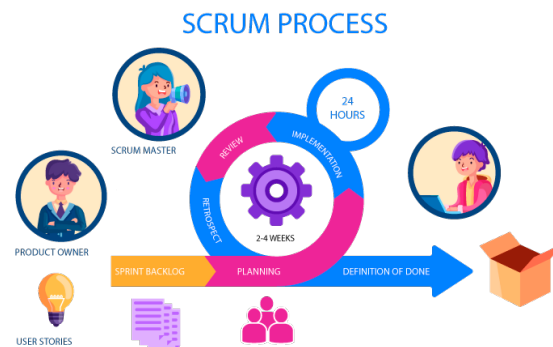 SCRUM PROCESS
24
HOURS
SCRUM MASTER
REVIEW
IMPLEMENTATION
RETROSPECT
2-4 WEEKS
PRODUCT OWNER
SPRINT BACKLOG
PLANNING
DEFINITION OF DONE
USER STORIES